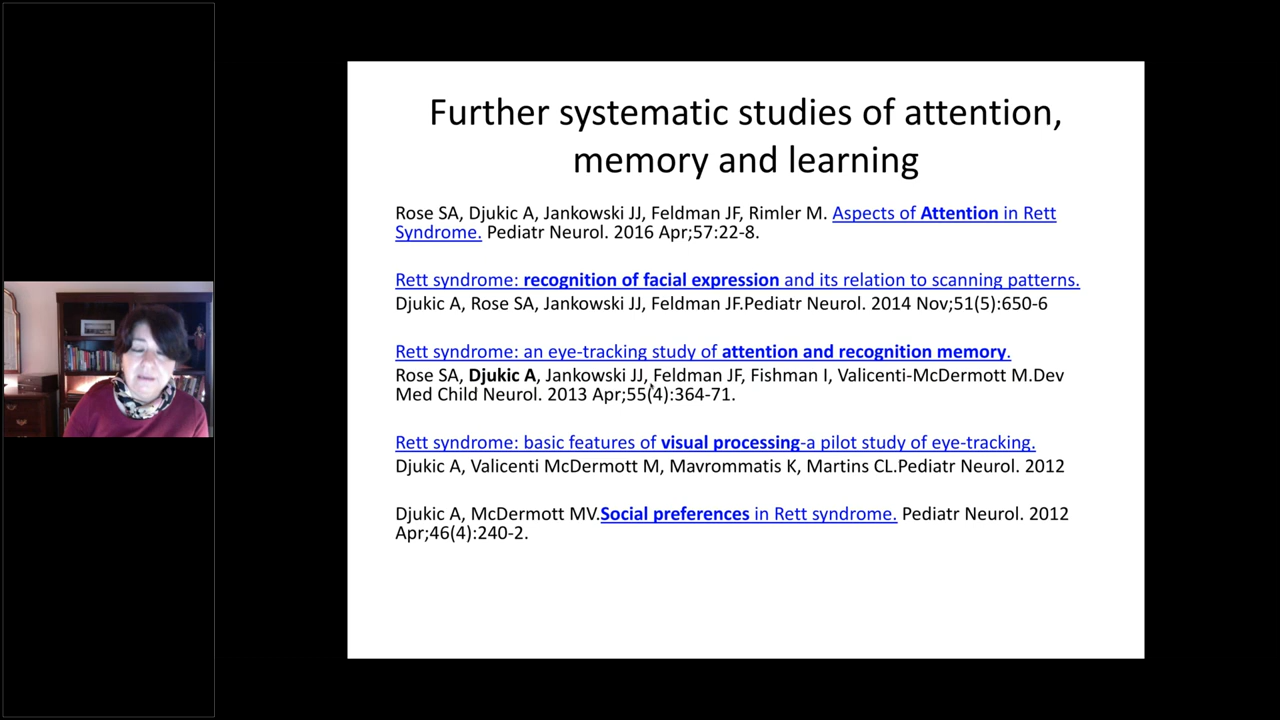 Further systematic studies of attention,
memory and learning
Rose SA, Djukic A, Jankowski JJ, Feldman JF, Rimler M. Aspects of Attention in Rett
Syndrome. Pediatr Neurol. 2016 Apr;57:22-8.
Rett syndrome: recognition of facial expression and its relation to scanning patterns.
Djukic A, Rose SA, Jankowski JJ, Feldman JF.Pediatr Neurol. 2014 Nov;51(5):650-6
Rett syndrome: an eye-tracking study of attention and recognition memory.
Rose SA, Djukic A, Jankowski JJ, Feldman JF, Fishman I, Valicenti-McDermott M.Dev
Med Child Neurol. 2013 Apr;55(4):364-71.
Rett syndrome: basic features of visual processing-a pilot study of eye-tracking.
Djukic A, Valicenti McDermott M, Mavrommatis K, Martins CL.Pediatr Neurol. 2012
Djukic A, McDermott MV.Social preferences in Rett syndrome. Pediatr Neurol. 2012
Apr;46(4):240-2.